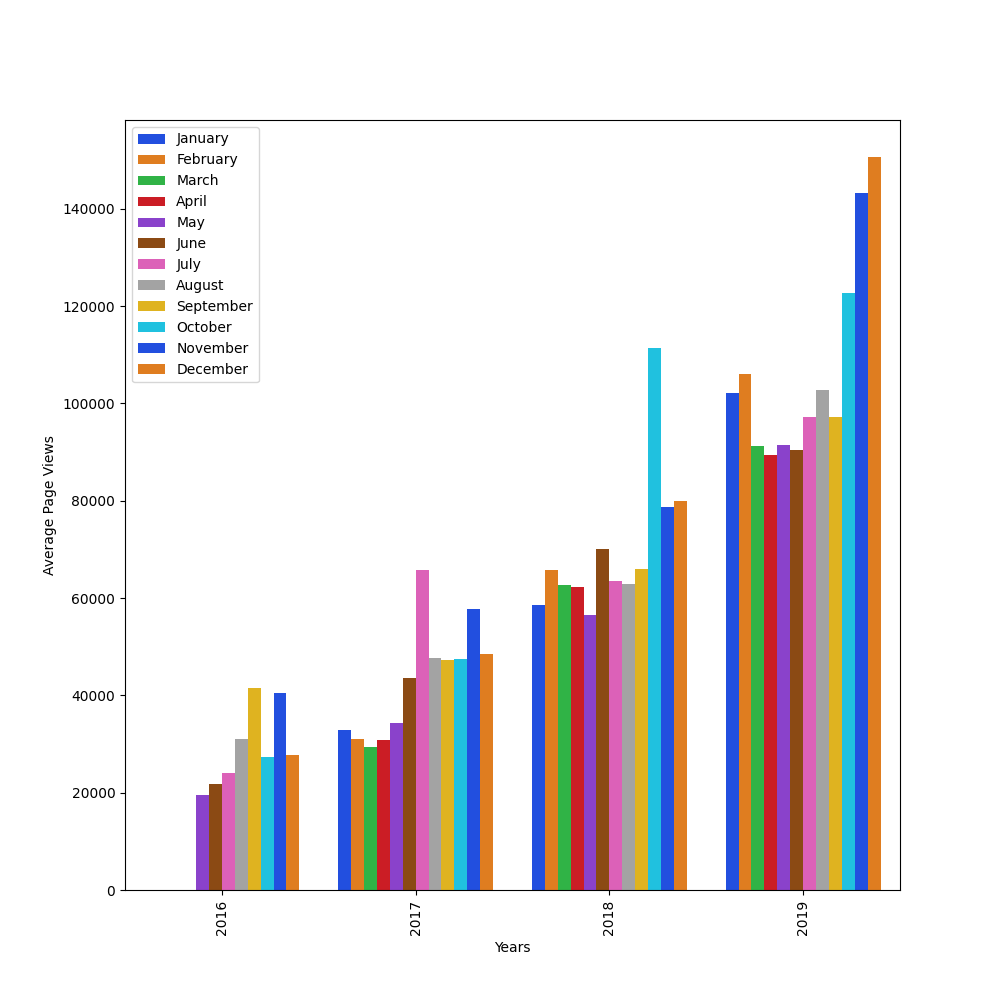 January
February
March
April
May
June
July
August
September
October
November
December
140000
120000
100000
80000
60000
40000
20000
0
Average Page Views
2016
2017
2018
2019
Years